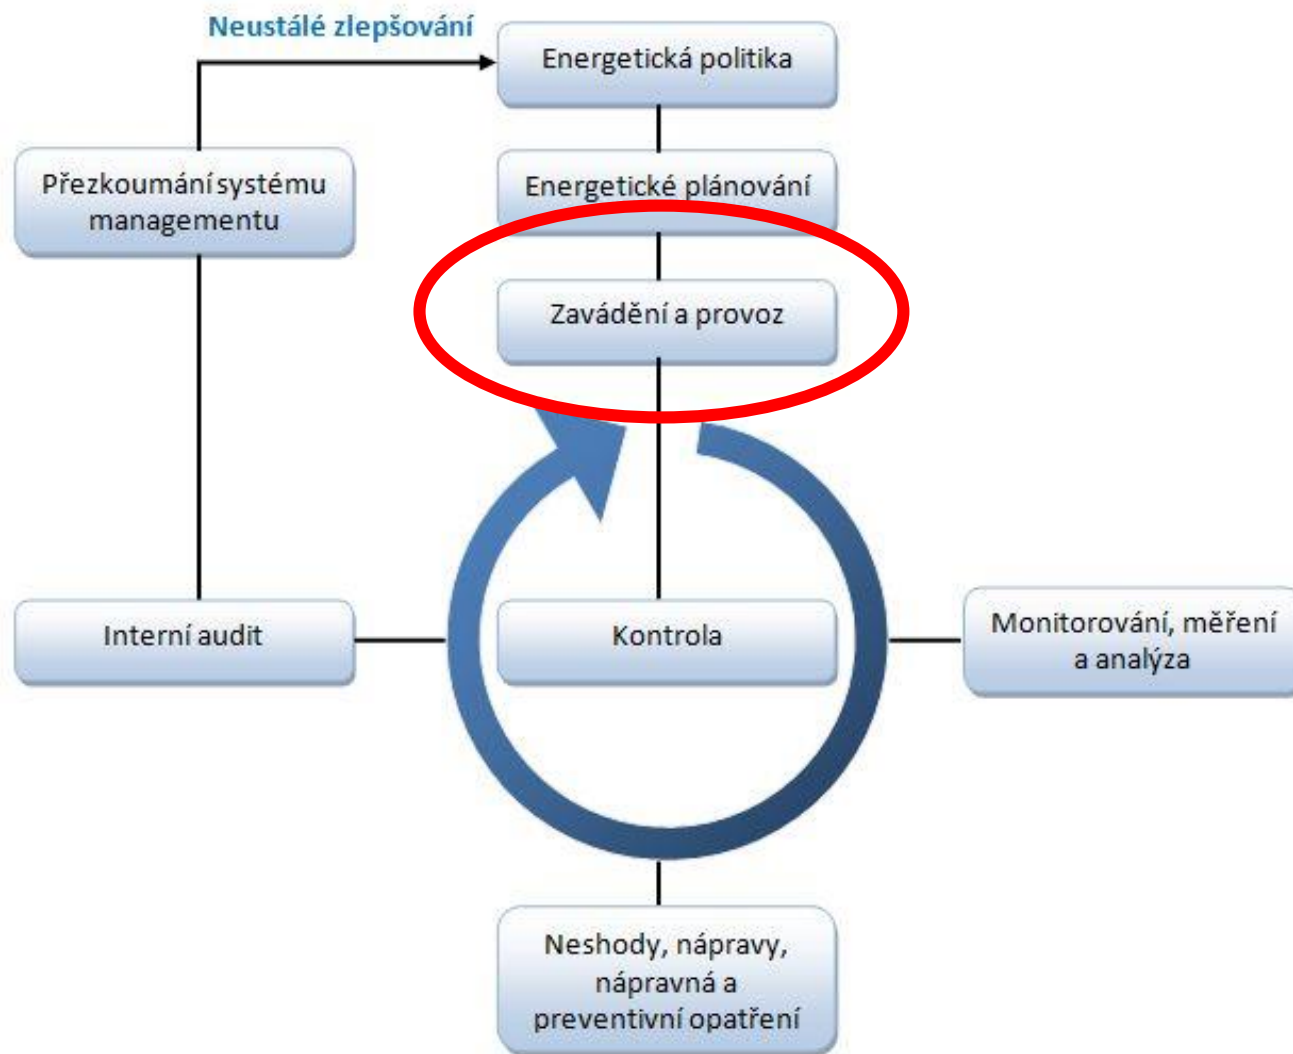 Neustálé zlepšování
Energetická politika
Přezkoumání systému
managementu
Energetické plánování
Zavádění a provoz
Interní audit
Kontrola
Monitorování, měření
a analýza
Neshody, nápravy,
nápravná a
preventivní opatření